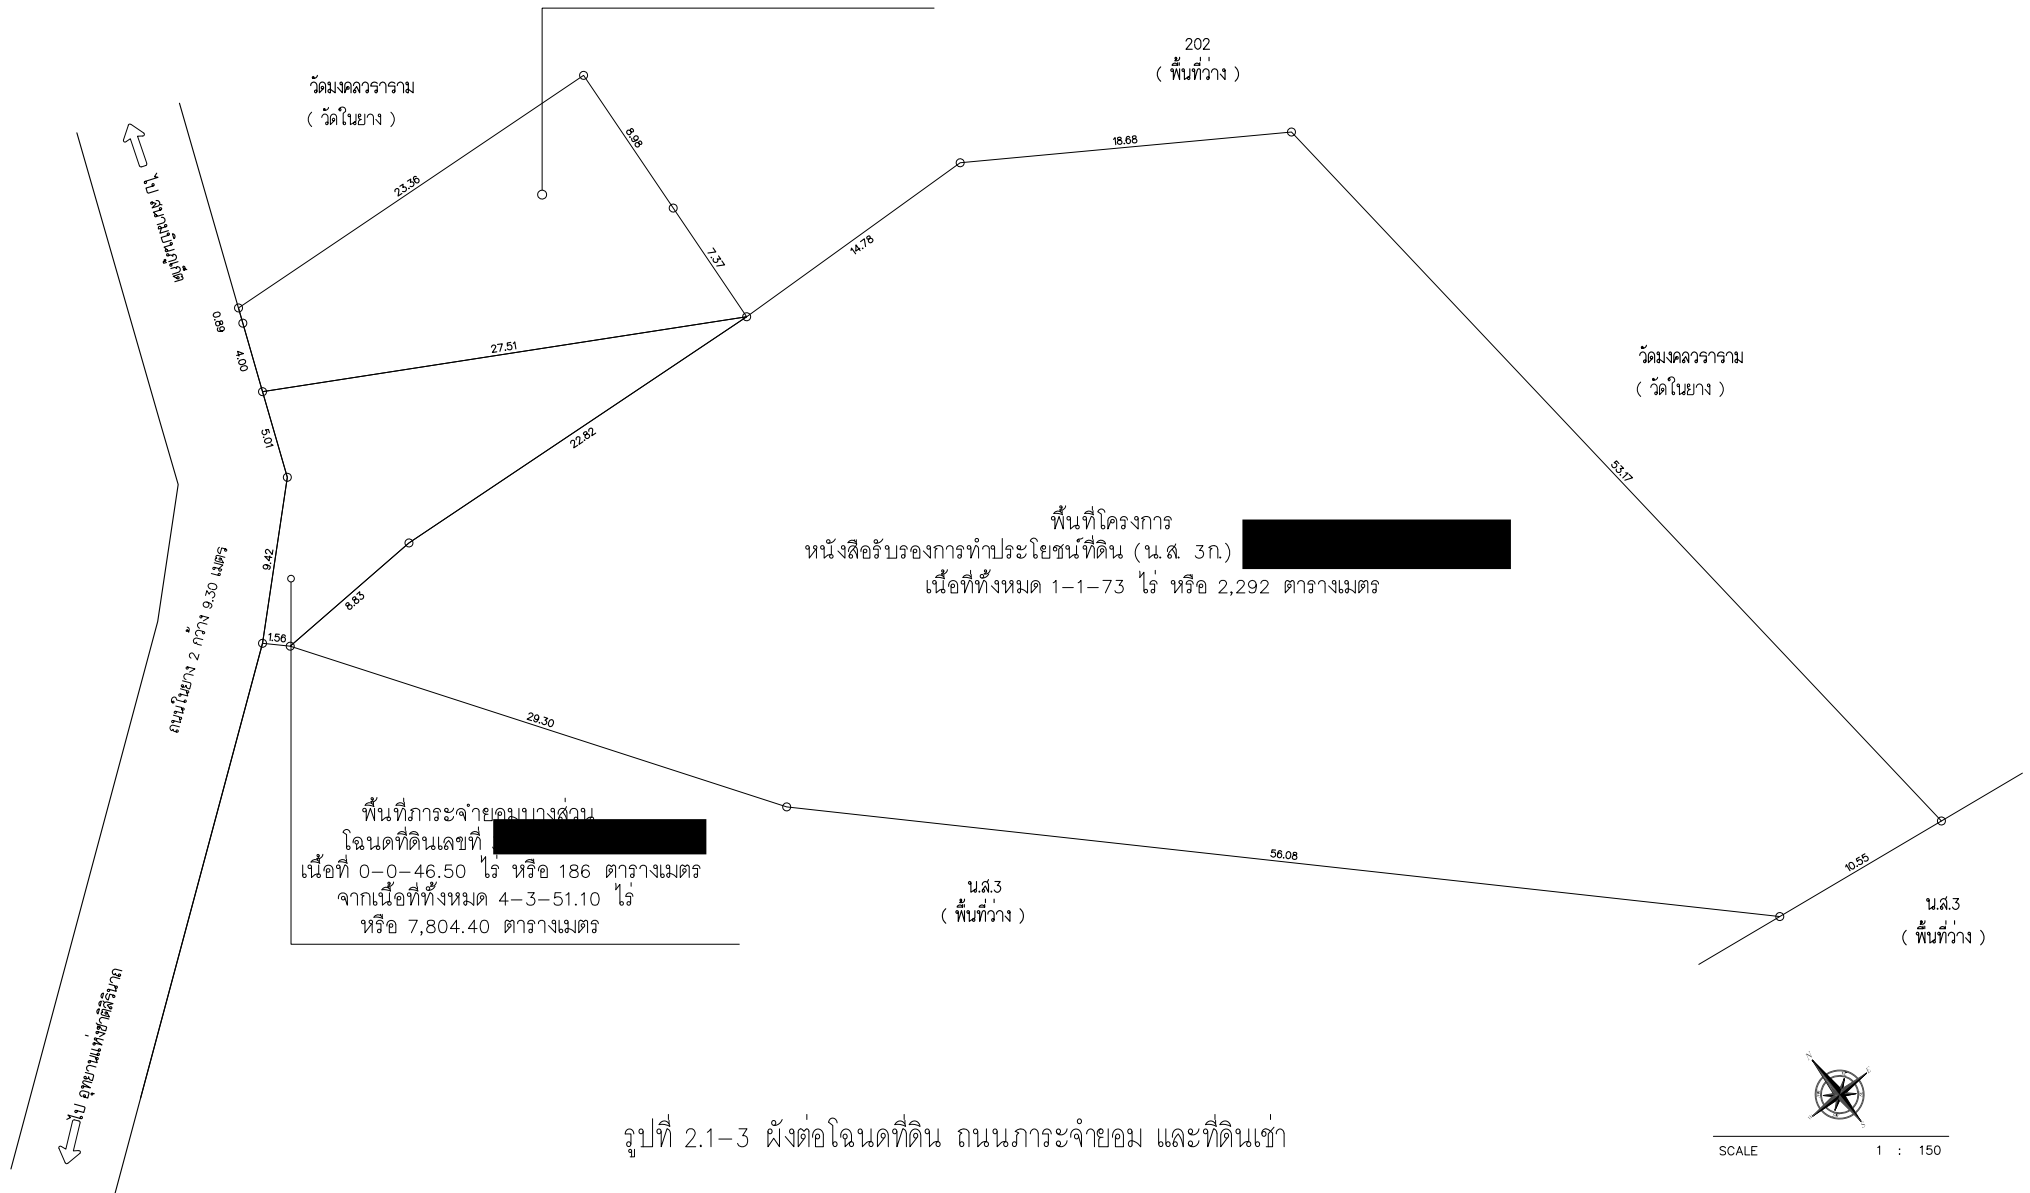 202
( พื้นที่ว่าง )
วัดมงคลวราราม
( วัดในยาง )
8.98
18.68
23.36
ไป สนามบินภูเก็ต
14.78
7.37
0.89
4.00
27.51
วัดมงคลวราราม
( วัดในยาง )
5.01
22.82
53.17
พื้นที่โครงการ
หนังสือรับรองการทำประโยชน์ที่ดิน (น.ส. 3ก.)
เนื้อที่ทั้งหมด 1-1-73 ไร่ หรือ 2,292 ตารางเมตร
9.42
8.83
1.56
ถนนในยาง 2 กว้าง 9.30 เมตร
29.30
พื้นที่ภาระจำยอมบางส่วน
โฉนดที่ดินเลขที่
เนื้อที่ 0-0-46.50 ไร่ หรือ 186 ตารางเมตร
จากเนื้อที่ทั้งหมด 4-3-51.10 ไร่
หรือ 7,804.40 ตารางเมตร
56.08
10.55
น.ส.3
( พื้นที่ว่าง )
น.ส.3
( พื้นที่ว่าง )
ไป อุทยานแห่งชาติสิรินาถ
N
E
S
รูปที่ 2.1-3 ผังต่อโฉนดที่ดิน ถนนภาระจำยอม และที่ดินเช่า
SCALE 1 : 150